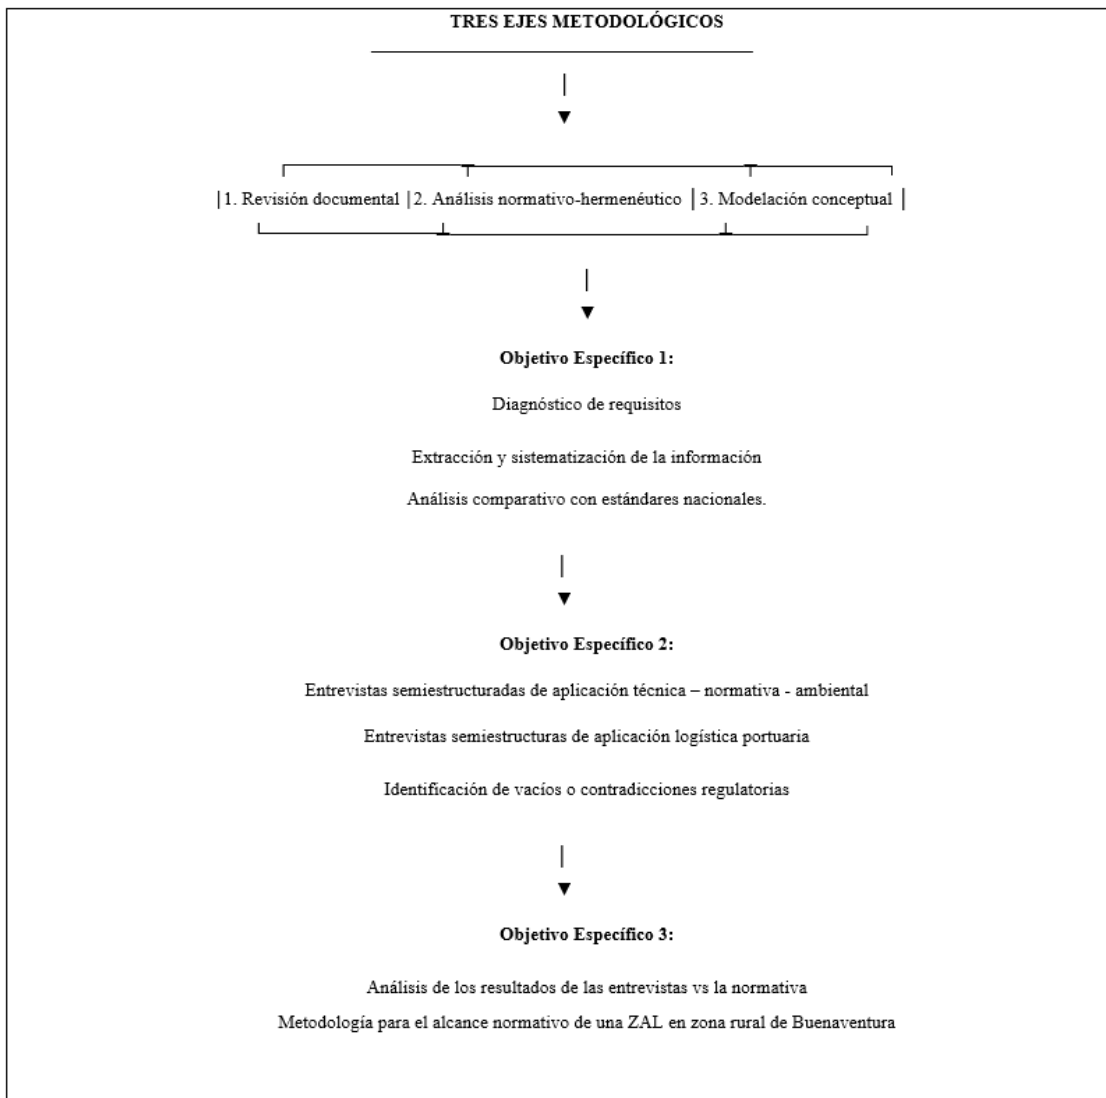 TRES EJES METODOLÓGICOS
|1. Revisión documental |2. Análisis normativo-hermenéutico |3. Modelación conceptual |
Objetivo Específico 1:
Diagnóstico de requisitos
Extracción y sistematización de la información
Análisis comparativo con estándares nacionales.
Objetivo Específico 2:
Entrevistas semiestructuradas de aplicación técnica – normativa - ambiental
Entrevistas semiestructuras de aplicación logística portuaria
Identificación de vacíos o contradicciones regulatorias
Objetivo Específico 3:
Análisis de los resultados de las entrevistas vs la normativa
Metodología para el alcance normativo de una ZAL en zona rural de Buenaventura